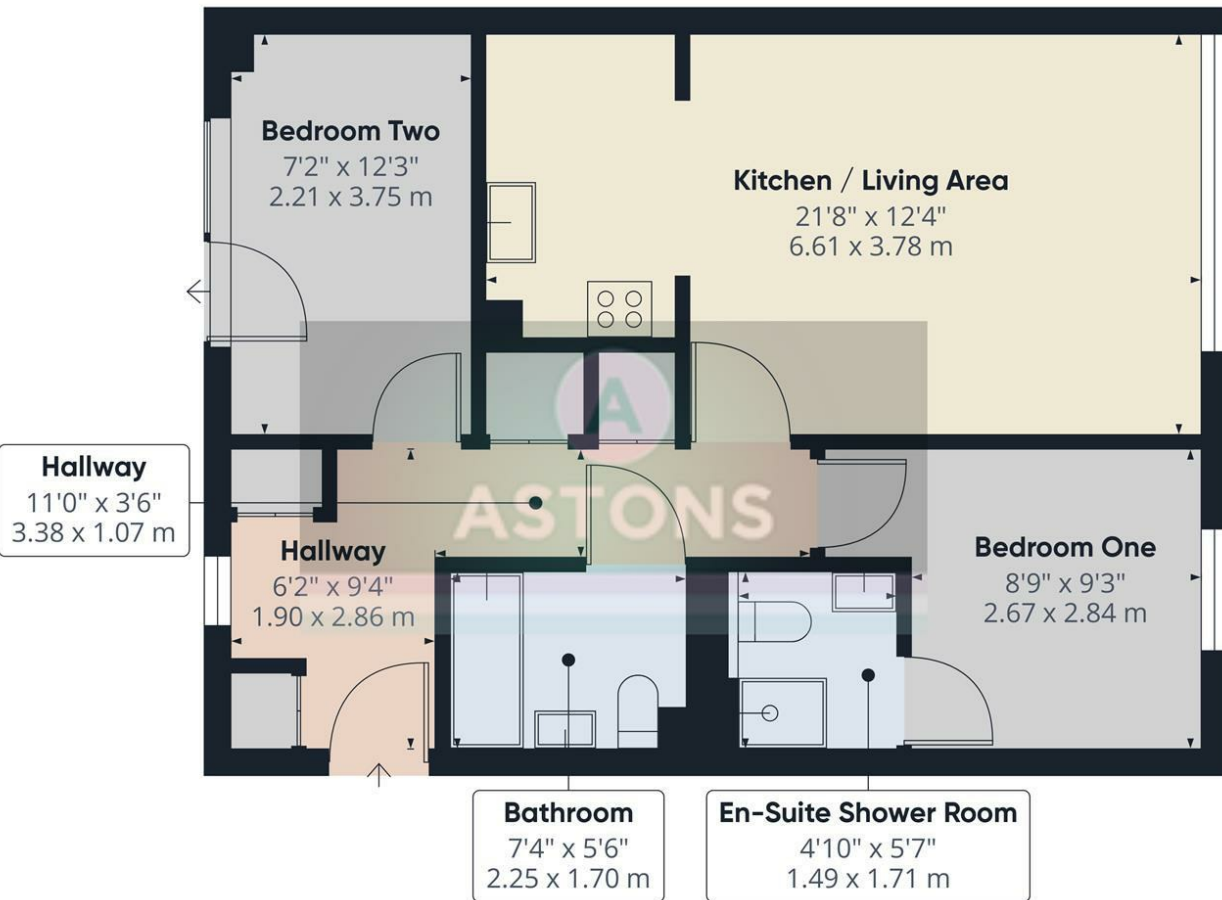 Bedroom Two
7'2" x 12'3"
2.21 x 3.75 m
Kitchen / Living Area
21'8" x 12'4"
6.61 x 3.78 m
A
ASTONS
Hallway
11'0" x 3'6"
3.38 x 1.07 m
Hallway
6'2" x 9'4"
1.90 x 2.86 m
Bedroom One
8'9" x 9'3"
2.67 x 2.84 m
Bathroom
7'4" x 5'6"
2.25 x 1.70 m
En-Suite Shower Room
4'10" x 5'7"
1.49 x 1.71 m